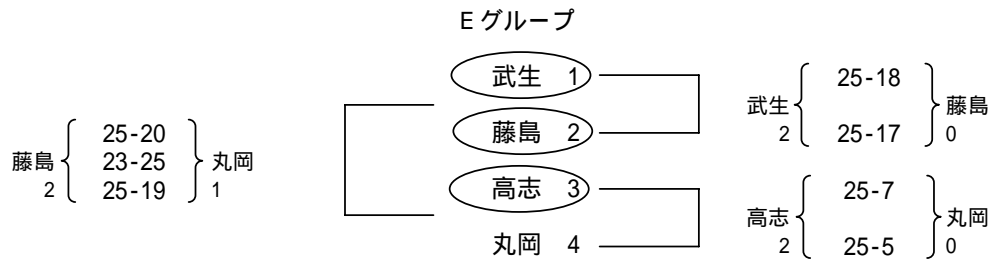 Eグループ
武生 1
藤島 2
高志 3
丸岡 4
藤島 2
25-20
23-25
25-19
丸岡 1
武生 2
25-18
25-17
藤島 0
高志 2
25-7
25-5
丸岡 0